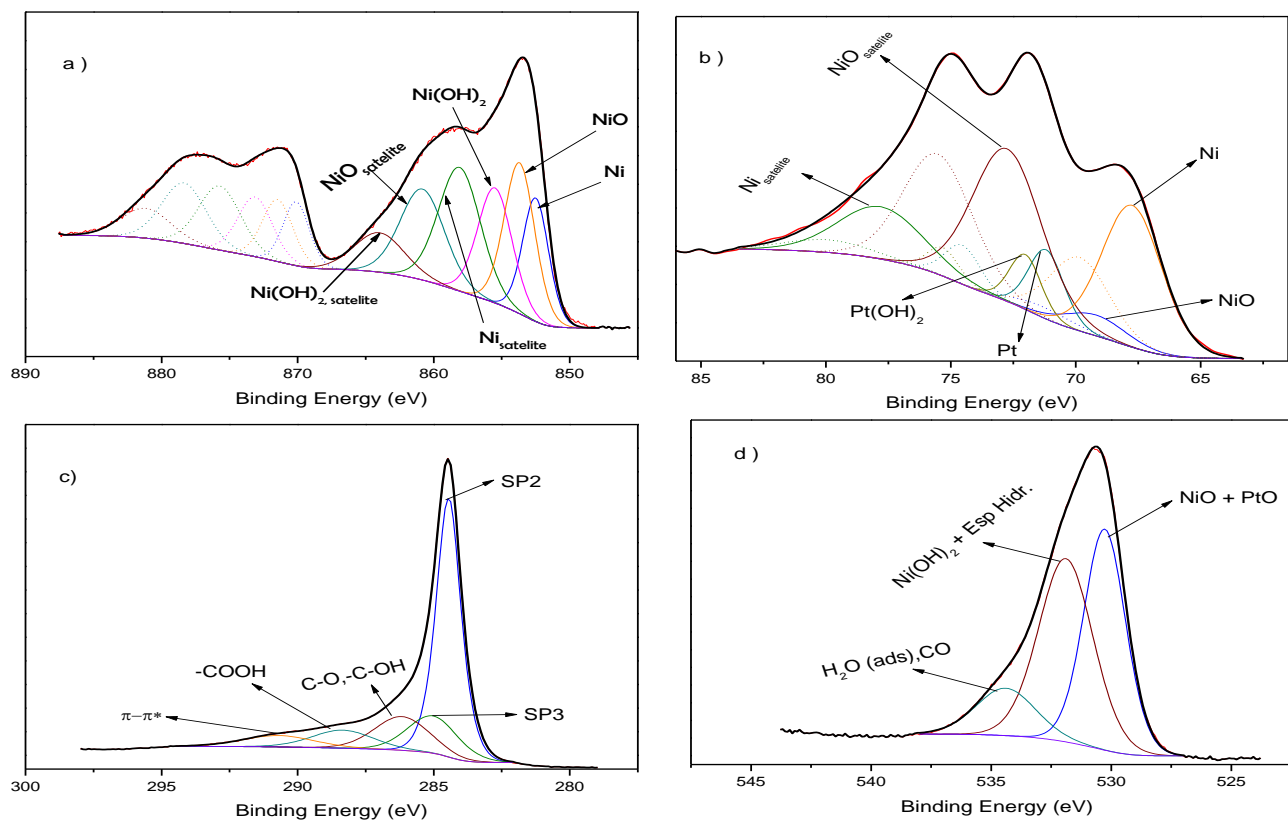 a )
Ni(OH)2
NiO
Ni
NiO satelite
Ni(OH)2, satelite
Nisatelite
890 880 870 860 850
Binding Energy (eV)
b )
NiO satelite
Ni satelite
Ni
Pt(OH)2
Pt
NiO
85 80 75 70 65
Binding Energy (eV)
c)
SP2
-COOH
C-O,-C-OH
π−π*
SP3
300 295 290 285 280
Binding Energy (eV)
d )
Ni(OH)2 + Esp Hidr.
NiO + PtO
H2O (ads),CO
545 540 535 530 525
Binding Energy (eV)